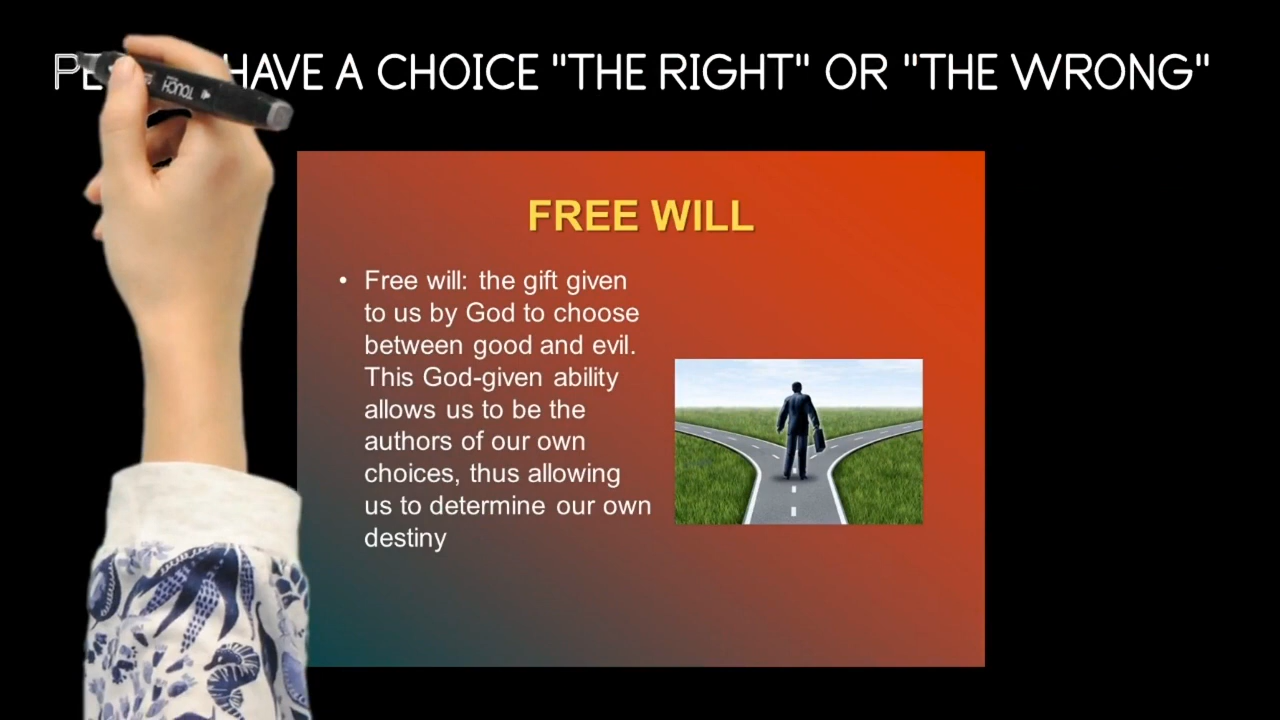 PE HAVE A CHOICE "THE RIGHT" OR "THE WRONG"
TOUCH
FREE WILL
• Free will: the gift given
to us by God to choose
between good and evil.
This God-given ability
allows us to be the
authors of our own
choices, thus allowing
us to determine our own
destiny